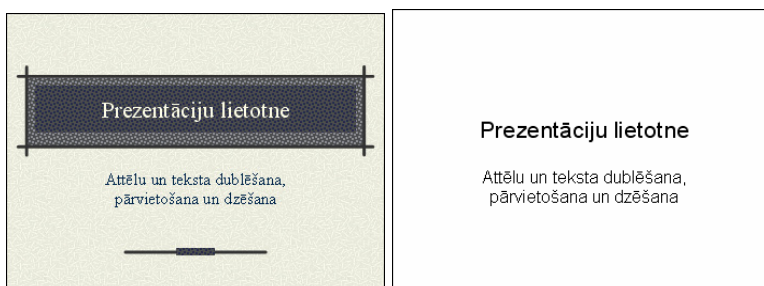 Prezentāciju lietotne
Attēlu un teksta dublēšana,
pārvietošana un dzēšana
Prezentāciju lietotne
Attēlu un teksta dublēšana,
pārvietošana un dzēšana